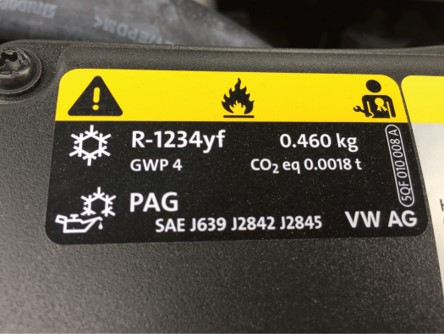 R-1234yf 0.460 kg
GWP 4 CO₂ eq 0.0018 t
PAG
SAE J639 J2842 J2845 VW AG
5QF 010 008 A